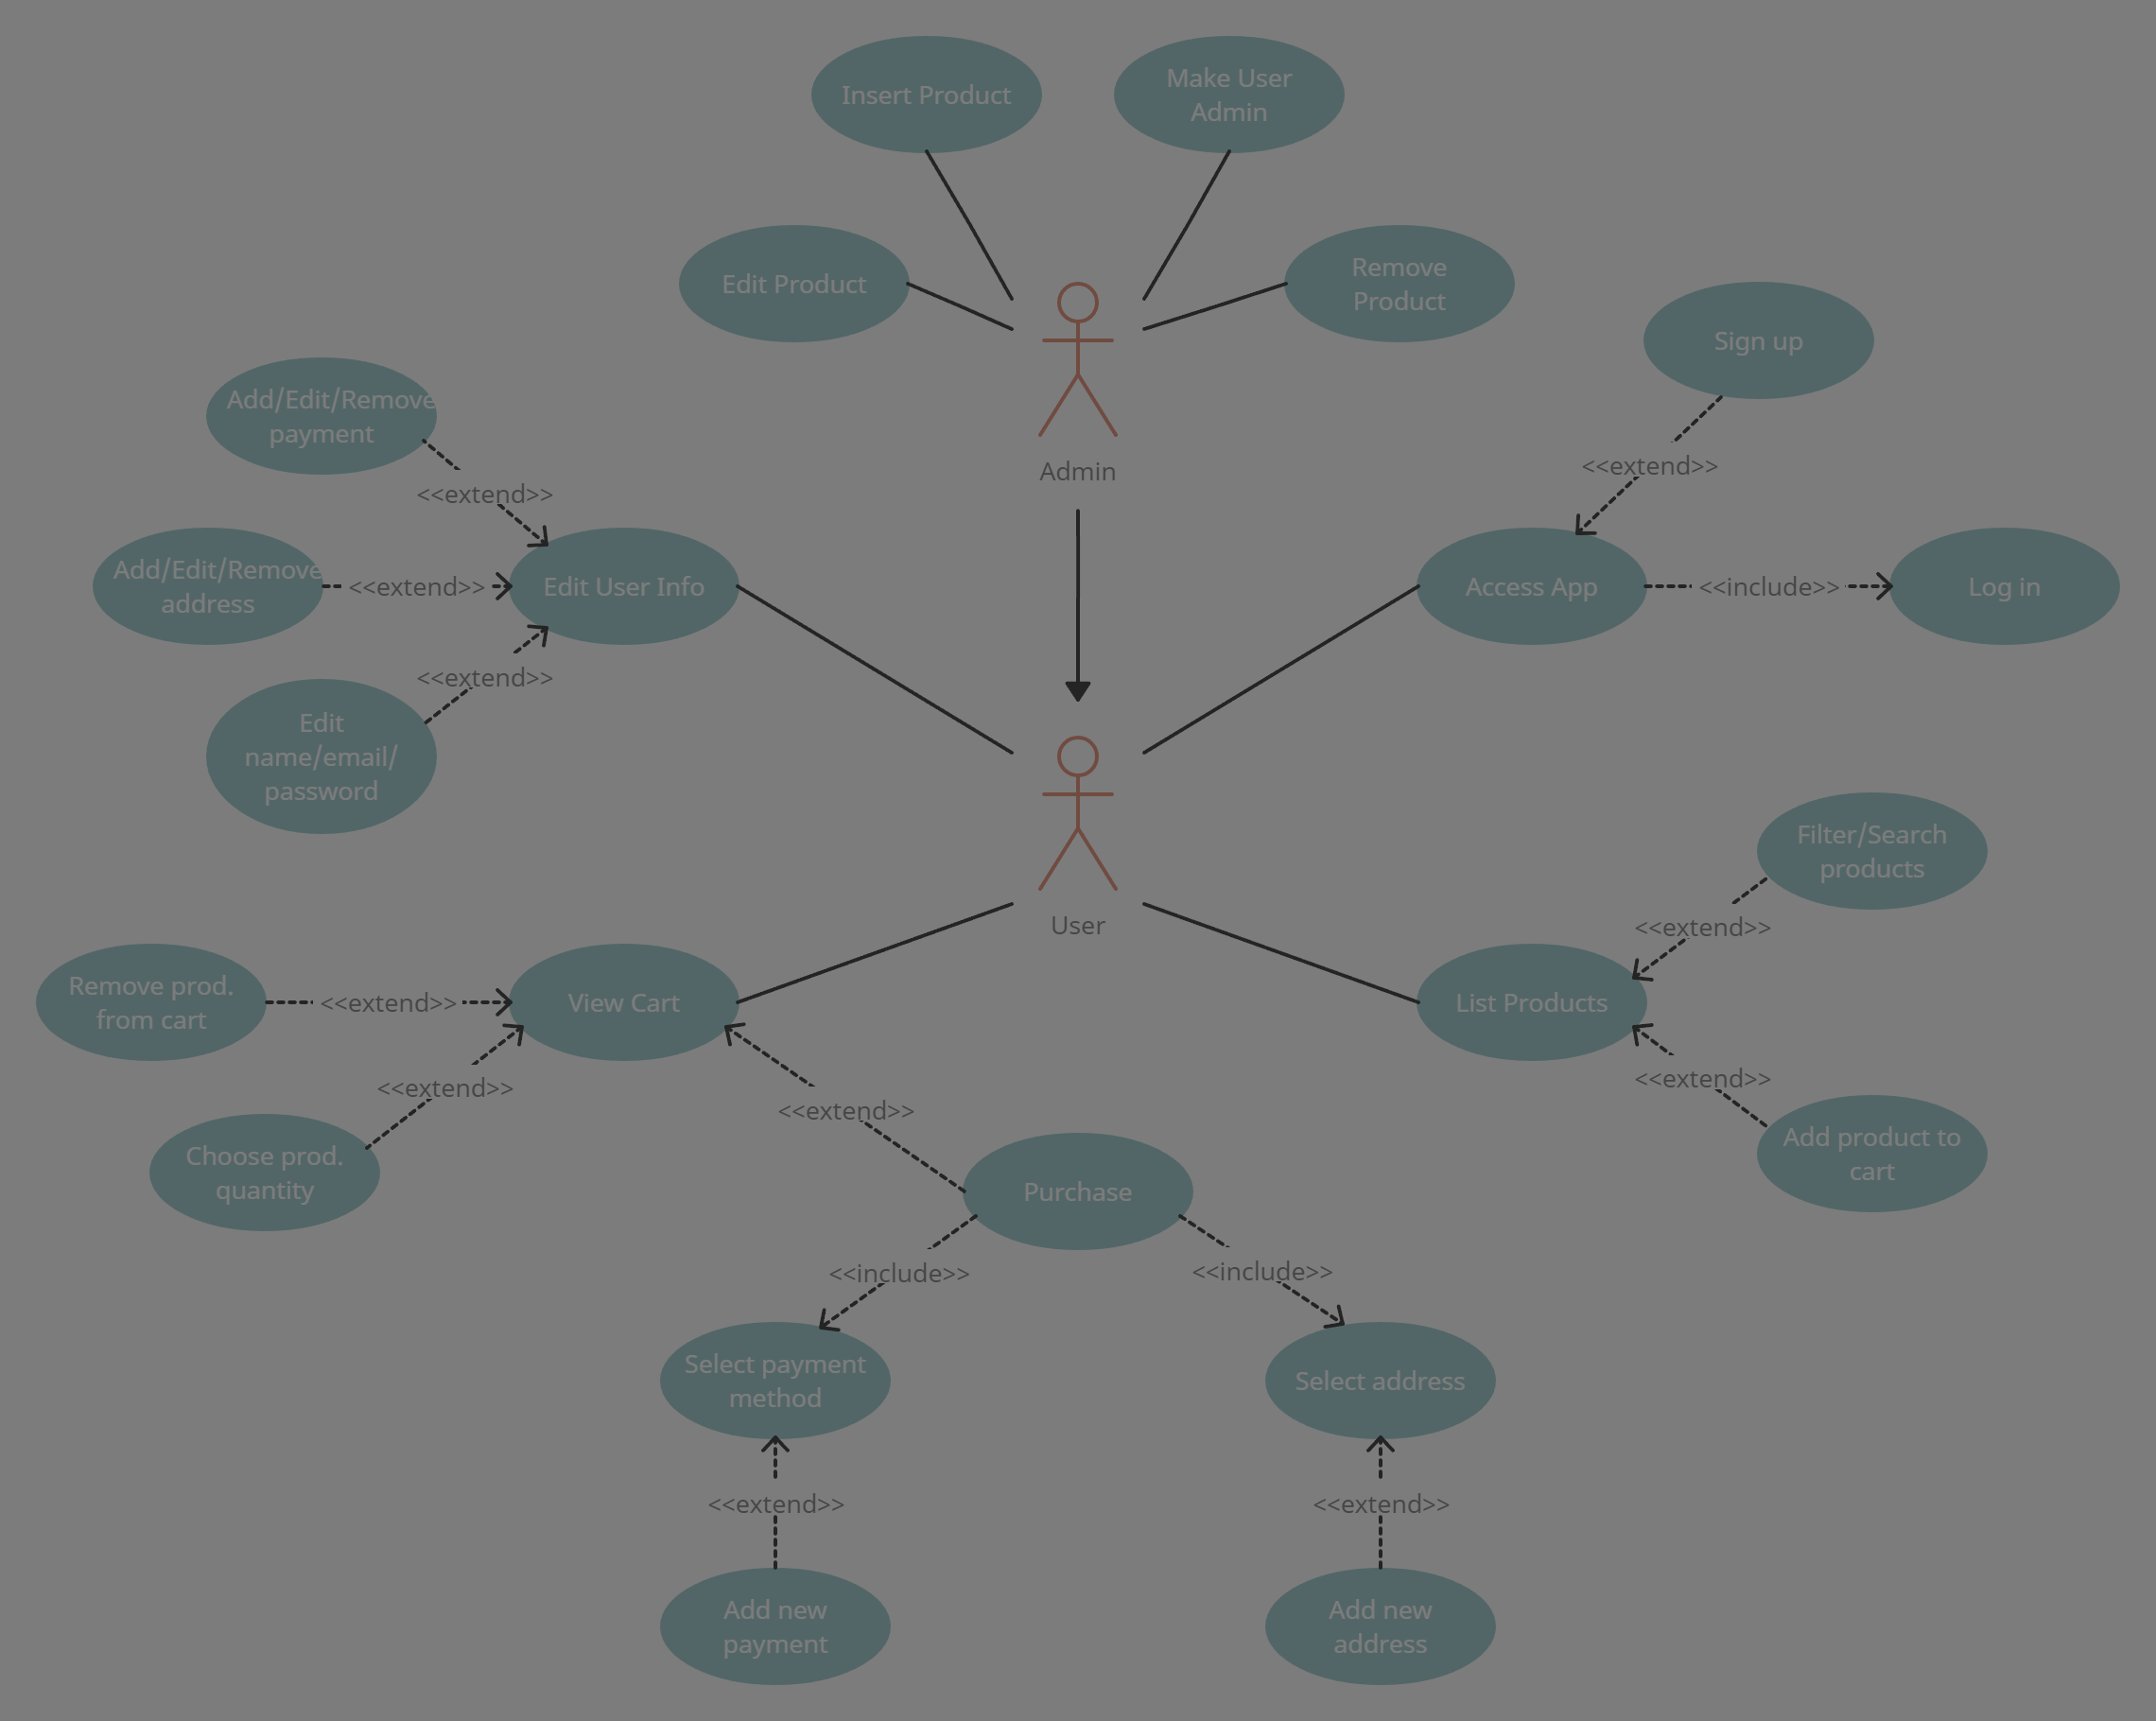 Insert Product
Make User
Admin
Edit Product
Remove
Product
Sign up
Add/Edit/Remove
payment
Admin
<<extend>>
<<extend>>
Add/Edit/Remove
address
<<extend>>
Edit User Info
Access App
<<include>>
Log in
<<extend>>
Edit
name/email/
password
Filter/Search
products
User
<<extend>>
Remove prod.
from cart
<<extend>>
View Cart
List Products
<<extend>>
<<extend>>
<<extend>>
Add product to
cart
Choose prod.
quantity
Purchase
<<include>>
<<include>>
Select payment
method
Select address
<<extend>>
<<extend>>
Add new
payment
Add new
address